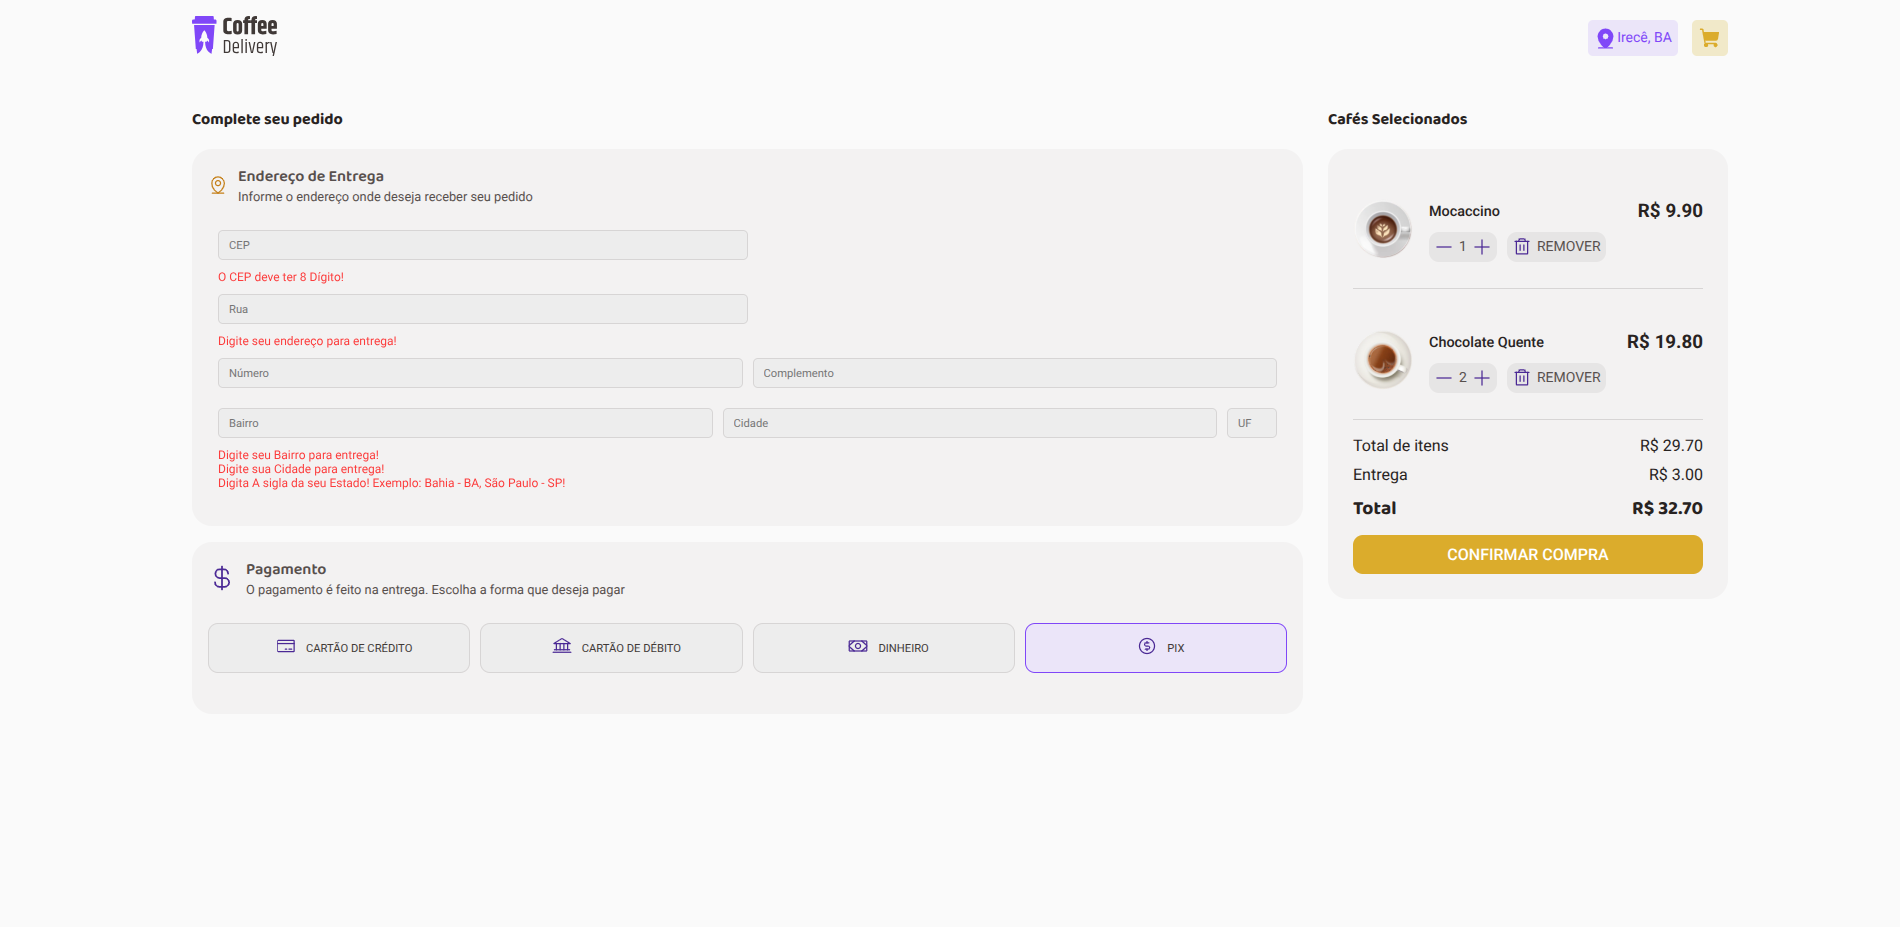 Coffee
Delivery
Irecê, BA
Complete seu pedido
Endereço de Entrega
Informe o endereço onde deseja receber seu pedido
CEP
O CEP deve ter 8 Dígito!
Rua
Digite seu endereço para entrega!
Número
Complemento
Bairro
Cidade
UF
Digite seu Bairro para entrega!
Digite sua Cidade para entrega!
Digita A sigla da seu Estado! Exemplo: Bahia - BA, São Paulo - SP!
Pagamento
O pagamento é feito na entrega. Escolha a forma que deseja pagar
CARTÃO DE CRÉDITO
CARTÃO DE DÉBITO
DINHEIRO
PIX
Cafés Selecionados
Mocaccino
R$ 9.90
1
REMOVER
Chocolate Quente
R$ 19.80
2
REMOVER
Total de itens
R$ 29.70
Entrega
R$ 3.00
Total
R$ 32.70
CONFIRMAR COMPRA